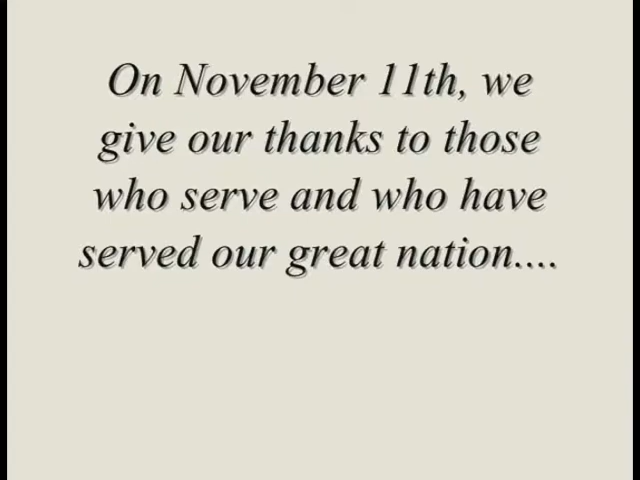 On November 11th, we
give our thanks to those
who serve and who have
served our great nation....